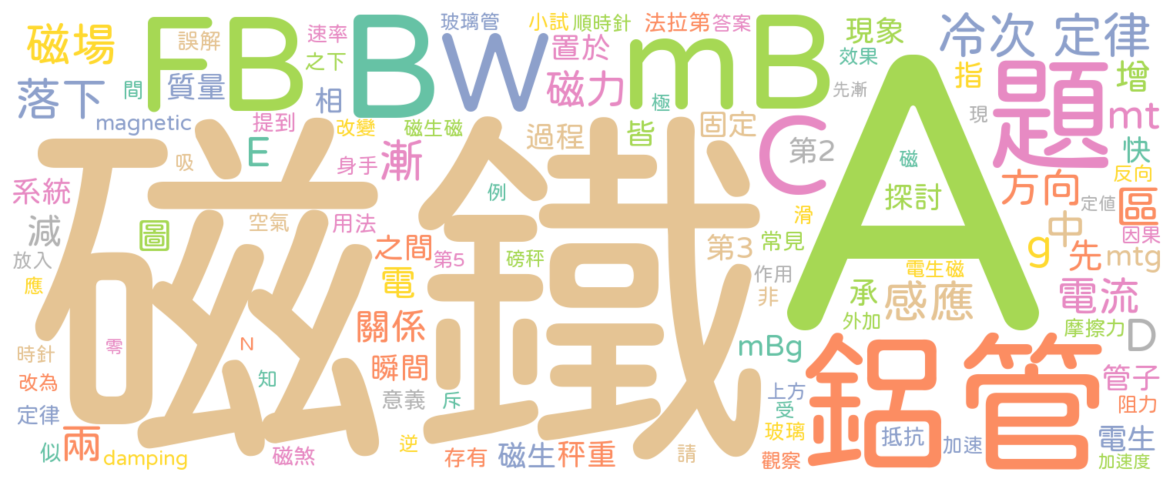 磁場 誤解 FB 速率 之下 B 玻璃管 W 小試 順時針 置於 m 法拉第 答案 B 現象 效果 冷次 定律
落下 間 質量 相 磁力 先漸 指 增
magnetic 提到 改變 磁生磁 過程 皆 固定 C 第2 A 現 題 mt
吸 E 身手 漸 磁 探討 快
系統 磁 鐵 例 方向 反向 定值 區
減 圖 空氣 用法 之間 第5 磅秤 第3 常見 滑 g 中 先 因果 mtg
放入 應 電 作用 非 電生磁 承 外加 感應 電流 摩擦力 D
時針 零 N 關係 瞬間 mBg
改為 知 意義 斥 上方 受 鋁管 管子 阻力
定律 兩 玻璃 抵抗 加速 電生
似 damping 磁煞 逆 存有 磁生 秤重 請 觀察 加速度